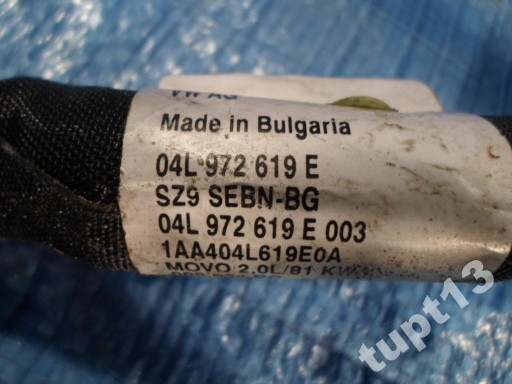 VW AG
Made in Bulgaria
04L 972 619 E
SZ9 SEBN-BG
04L 972 619 E 003
1AA404L619E0A
MOVO 2,0L/81 KW
tupt13